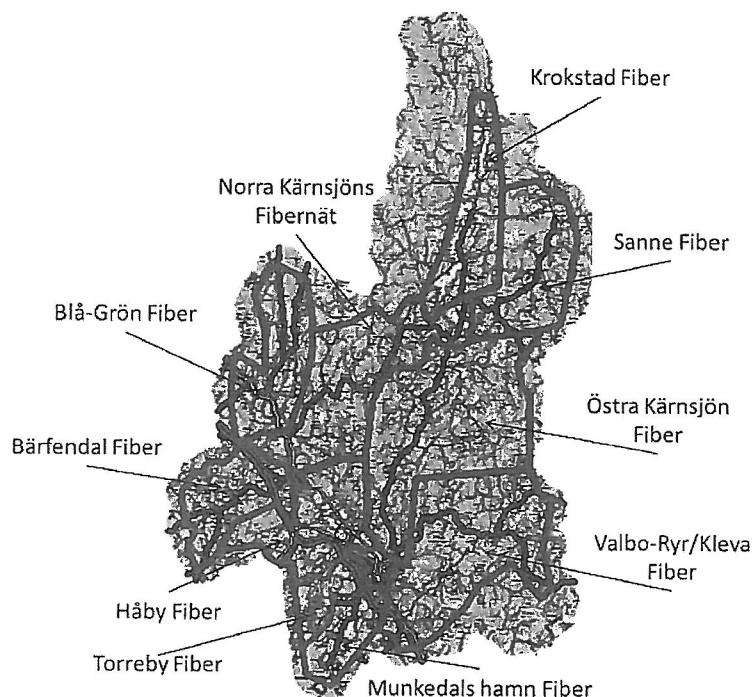 Krokstad Fiber
Norra Kärnsjöns
Fibernät
Sanne Fiber
Blå-Grön Fiber
Östra Kärnsjön
Fiber
Bärfendal Fiber
Valbo-Ryr/Kleva
Fiber
Håby Fiber
Torreby Fiber
Munkedals hamn Fiber